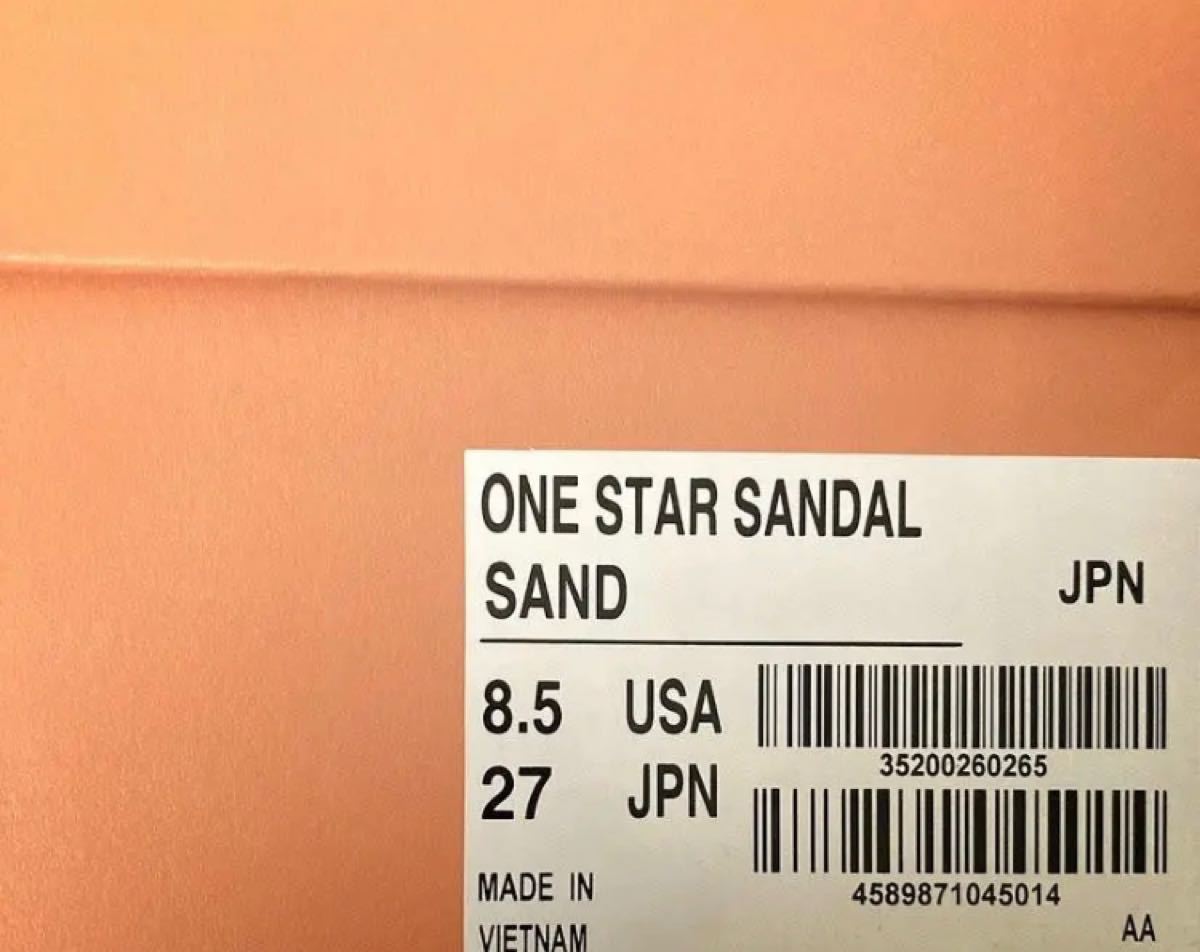 ONE STAR SANDAL
SAND
JPN
8.5 USA
35200260265
27 JPN
4589871045014
MADE IN
VIETNAM
AA